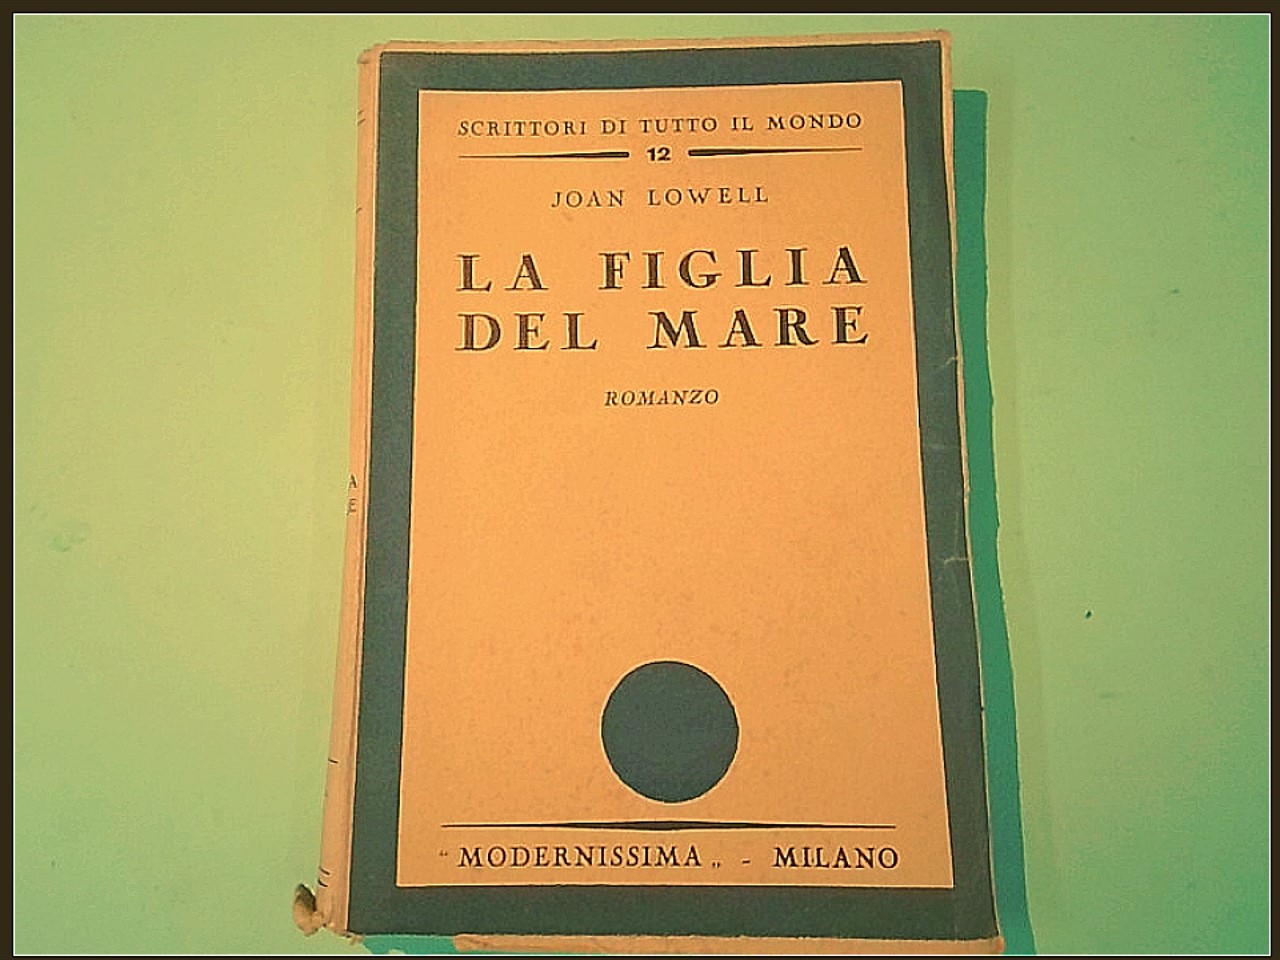 SCRITTORI DI TUTTO IL MONDO
12
JOAN LOWELL
LA FIGLIA
DEL MARE
ROMANZO
“ MODERNISSIMA „ - MILANO
A
E